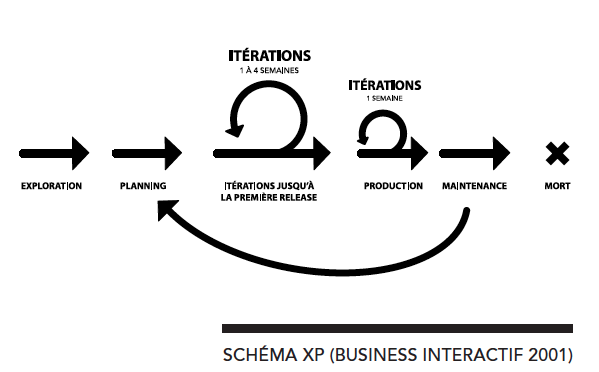 ITÉRATIONS
1 À 4 SEMAINES
ITÉRATIONS
1 SEMAINE
EXPLORATION
PLANNING
ITÉRATIONS JUSQU'À
LA PREMIÈRE RELEASE
PRODUCTION
MAINTENANCE
MORT
SCHÉMA XP (BUSINESS INTERACTIF 2001)